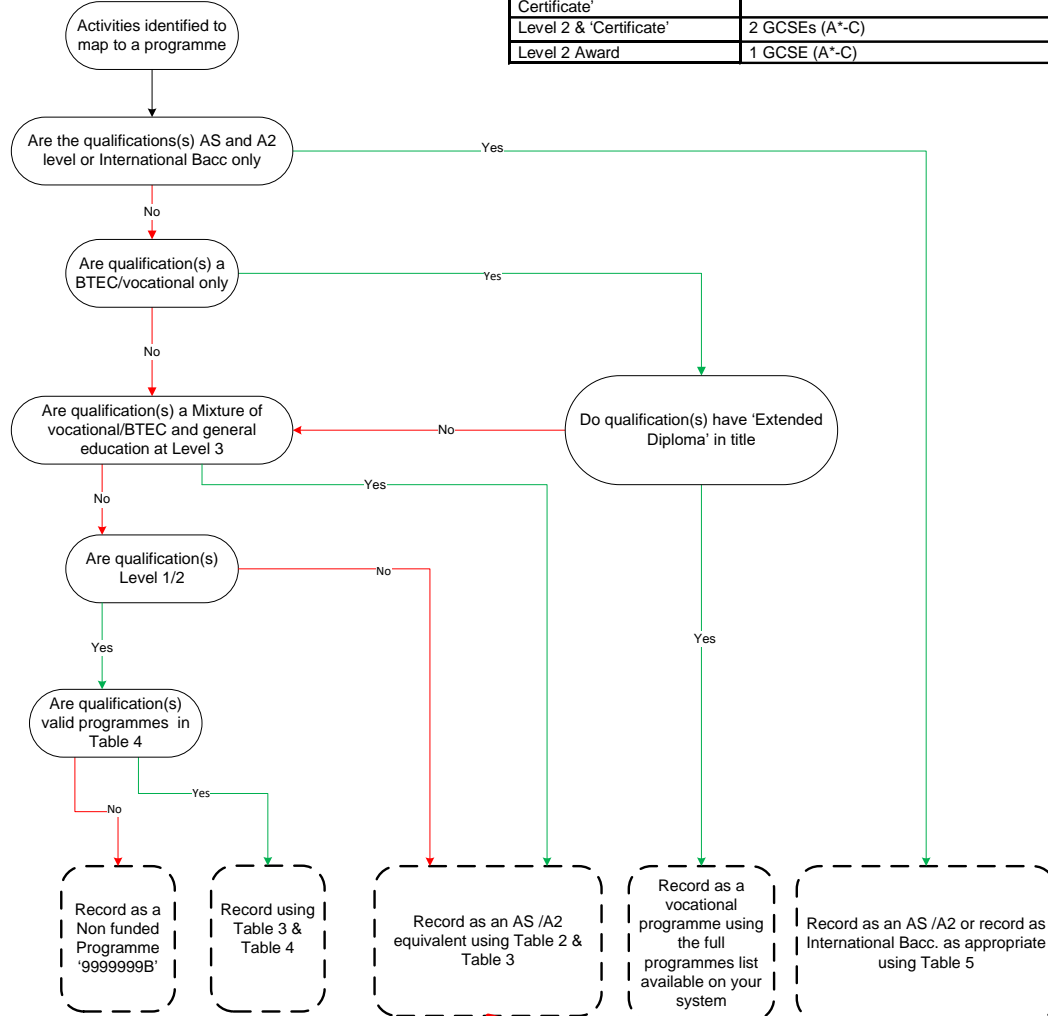 Certificate’
Level 2 & ‘Certificate’ 2 GCSEs (A*-C)
Level 2 Award 1 GCSE (A*-C)
Activities identified to
map to a programme
Are the qualifications(s) AS and A2
level or International Bacc only
Yes
No
Are qualification(s) a
BTEC/vocational only
Yes
No
Are qualification(s) a Mixture of
vocational/BTEC and general
education at Level 3
No
Do qualification(s) have ‘Extended
Diploma’ in title
Yes
No
Are qualification(s)
Level 1/2
No
Yes
Yes
Are qualification(s)
valid programmes in
Table 4
Yes
No
Record as a
Non funded
Programme
‘9999999B’
Record using
Table 3 &
Table 4
Record as an AS /A2
equivalent using Table 2 &
Table 3
Record as a
vocational
programme using
the full
programmes list
available on your
system
Record as an AS /A2 or record as
International Bacc. as appropriate
using Table 5